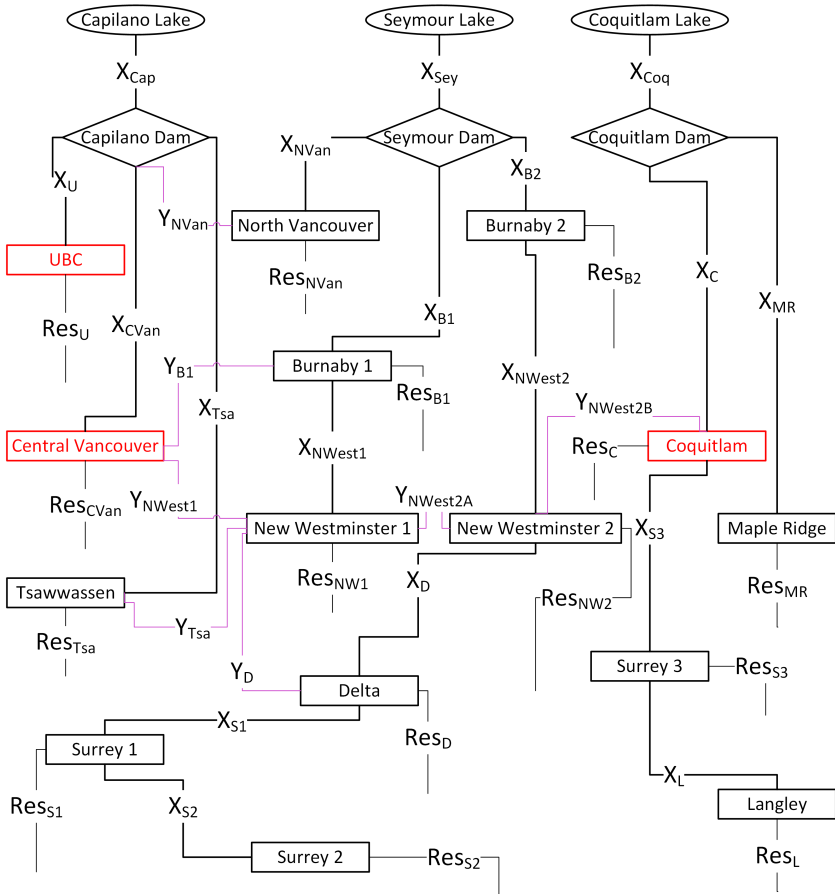 Capilano Lake
Seymour Lake
Coquitlam Lake
XCap
XSey
XCoq
Capilano Dam
Seymour Dam
Coquitlam Dam
XNVan
XB2
XU
YNVan
North Vancouver
Burnaby 2
UBC
ResNVan
ResB2
XC
XMR
ResU
XCVan
XB1
YB1
Burnaby 1
XNWest2
ResB1
XTsa
YNWest2B
Central Vancouver
XNWest1
ResC
Coquitlam
ResCVan
YNWest1
YNWest2A
New Westminster 1
New Westminster 2
XS3
Maple Ridge
ResNW1
XD
ResMR
Tsawwassen
ResNW2
ResTsa
YTsa
YD
Surrey 3
ResS3
Delta
XS1
ResD
Surrey 1
XL
ResS1
XS2
Langley
Surrey 2
ResS2
ResL